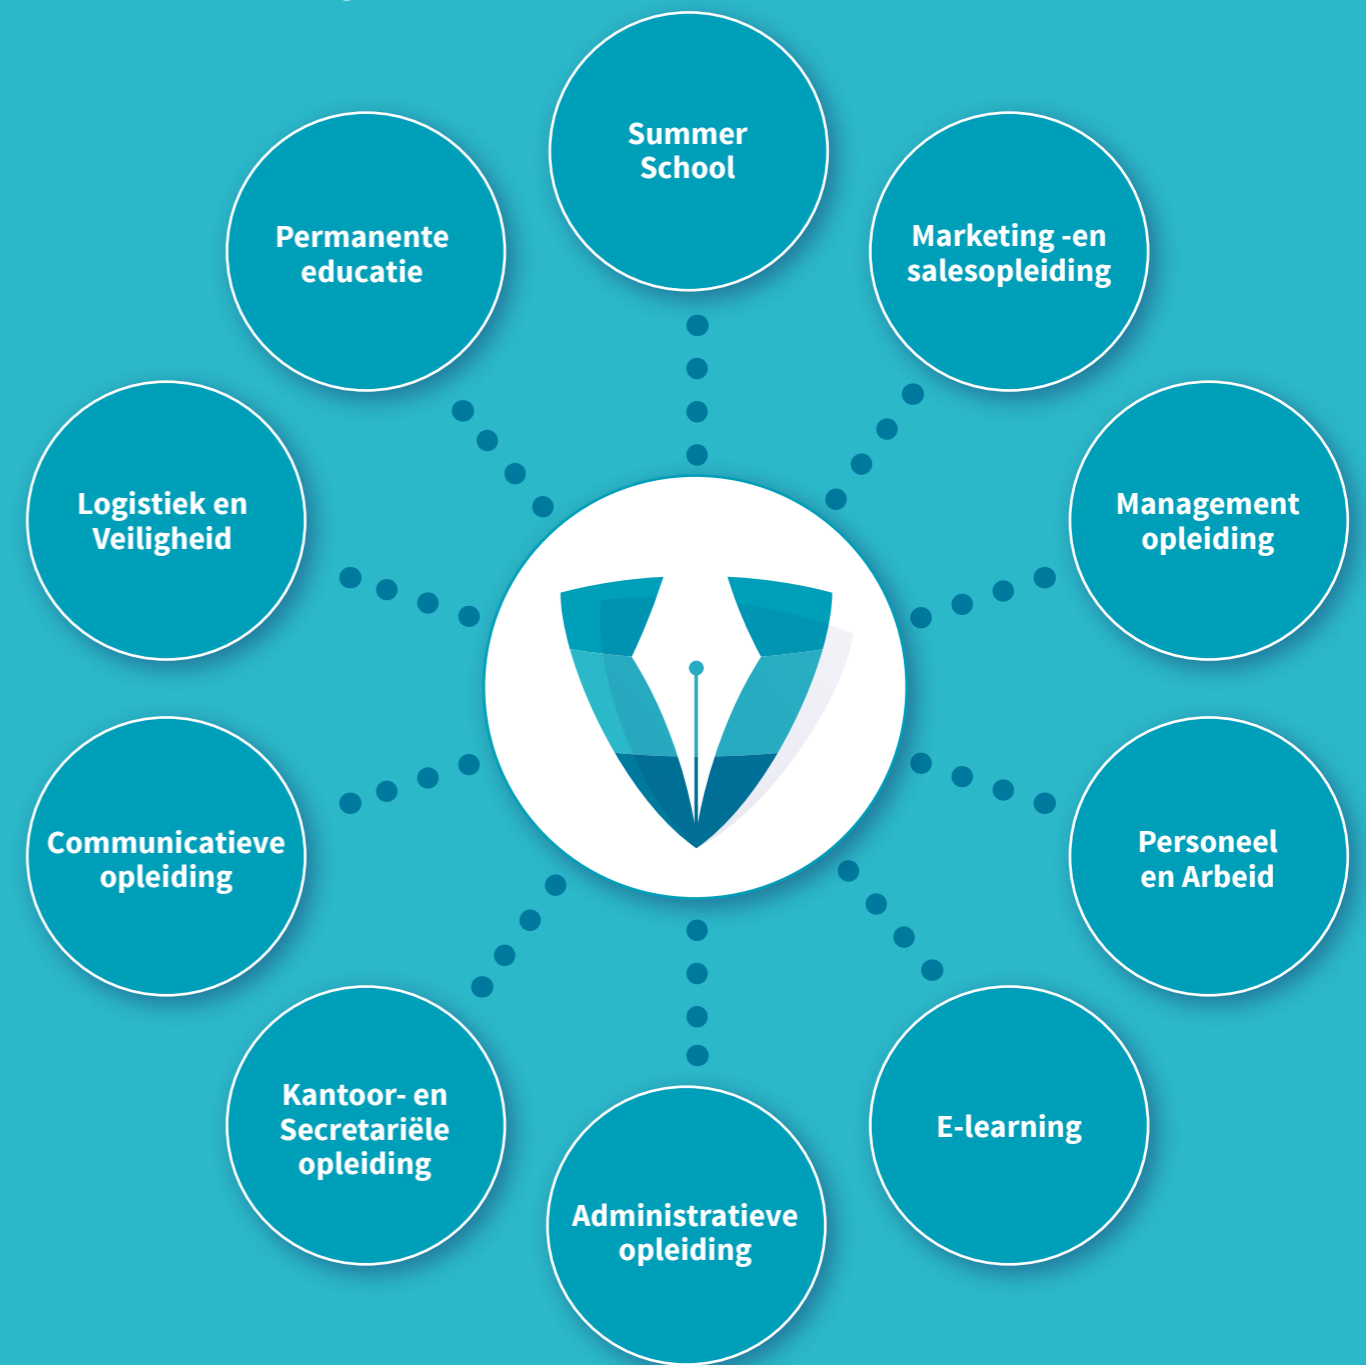 Summer
School
Marketing -en
salesopleiding
Management
opleiding
Personeel
en Arbeid
E-learning
Administratieve
opleiding
Kantoor- en
Secretariële
opleiding
Communicatieve
opleiding
Logistiek en
Veiligheid
Permanente
educatie